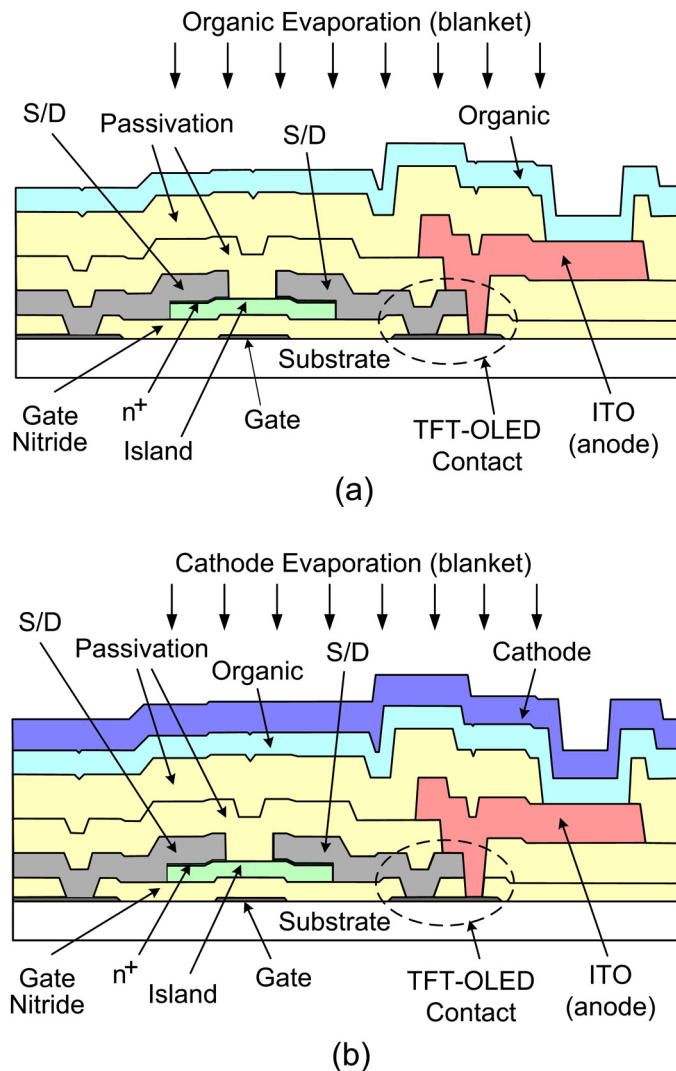 Organic Evaporation (blanket)
S/D
Passivation
S/D
Organic
Substrate
Gate
Nitride
n+
Island
Gate
TFT-OLED
Contact
ITO
(anode)
(a)
Cathode Evaporation (blanket)
S/D
Passivation
Organic
S/D
Cathode
Substrate
Gate
Nitride
n+
Island
Gate
TFT-OLED
Contact
ITO
(anode)
(b)